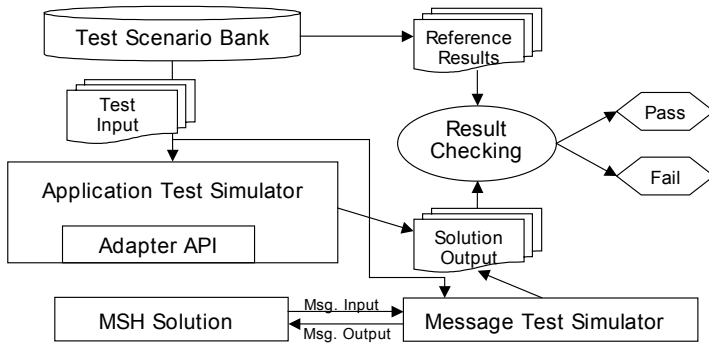 Test Scenario Bank
Reference
Results
Test
Input
Result
Checking
Pass
Fail
Application Test Simulator
Adapter API
Solution
Output
MSH Solution
Msg. Input
Msg. Output
Message Test Simulator